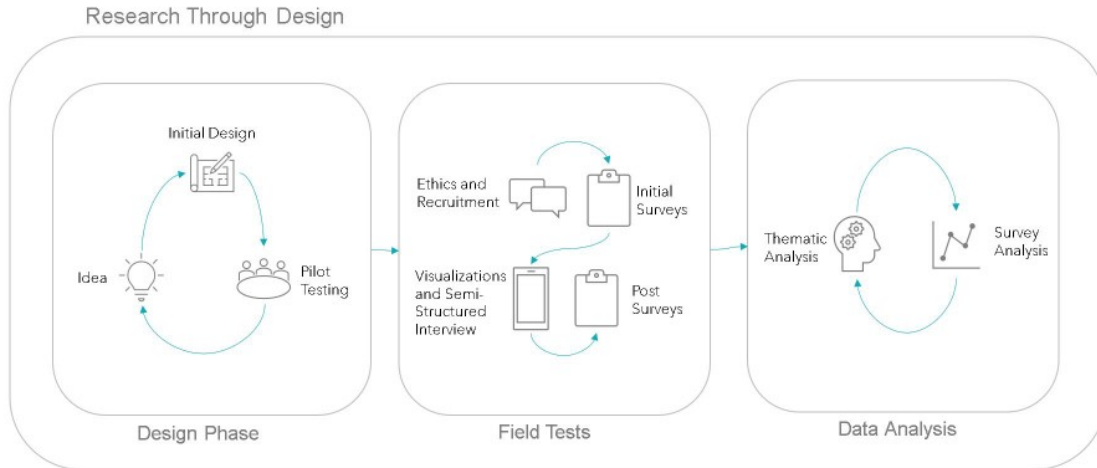 Research Through Design
Initial Design
Idea
Pilot
Testing
Design Phase
Ethics and
Recruitment
Initial
Surveys
Visualizations
and Semi-
Structured
Interview
Post
Surveys
Field Tests
Thematic
Analysis
Survey
Analysis
Data Analysis